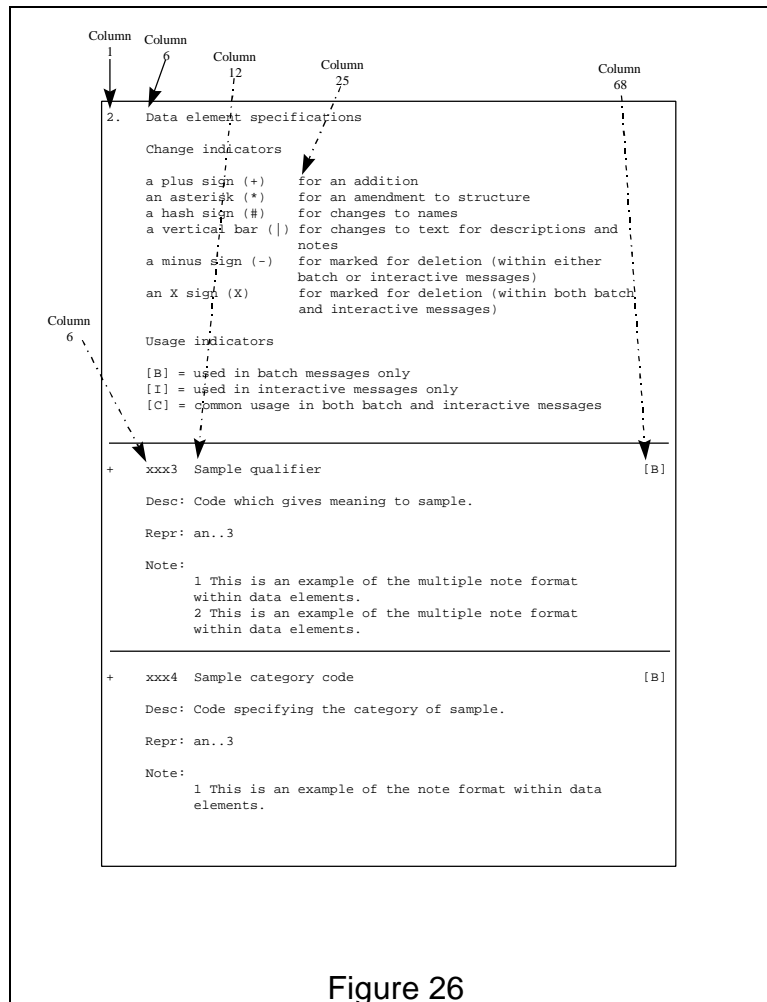 Column
1
Column
6
Column
12
Column
25
Column
68
2. Data element specifications
Change indicators
a plus sign (+) for an addition
an asterisk (*) for an amendment to structure
a hash sign (#) for changes to names
a vertical bar (|) for changes to text for descriptions and
notes
a minus sign (-) for marked for deletion (within either
batch or interactive messages)
an X sign (X) for marked for deletion (within both batch
and interactive messages)
Column
6
Usage indicators
[B] = used in batch messages only
[I] = used in interactive messages only
[C] = common usage in both batch and interactive messages
+ xxx3 Sample qualifier [B]
Desc: Code which gives meaning to sample.
Repr: an..3
Note:
1 This is an example of the multiple note format
within data elements.
2 This is an example of the multiple note format
within data elements.
+ xxx4 Sample category code [B]
Desc: Code specifying the category of sample.
Repr: an..3
Note:
1 This is an example of the note format within data
elements.
Figure 26